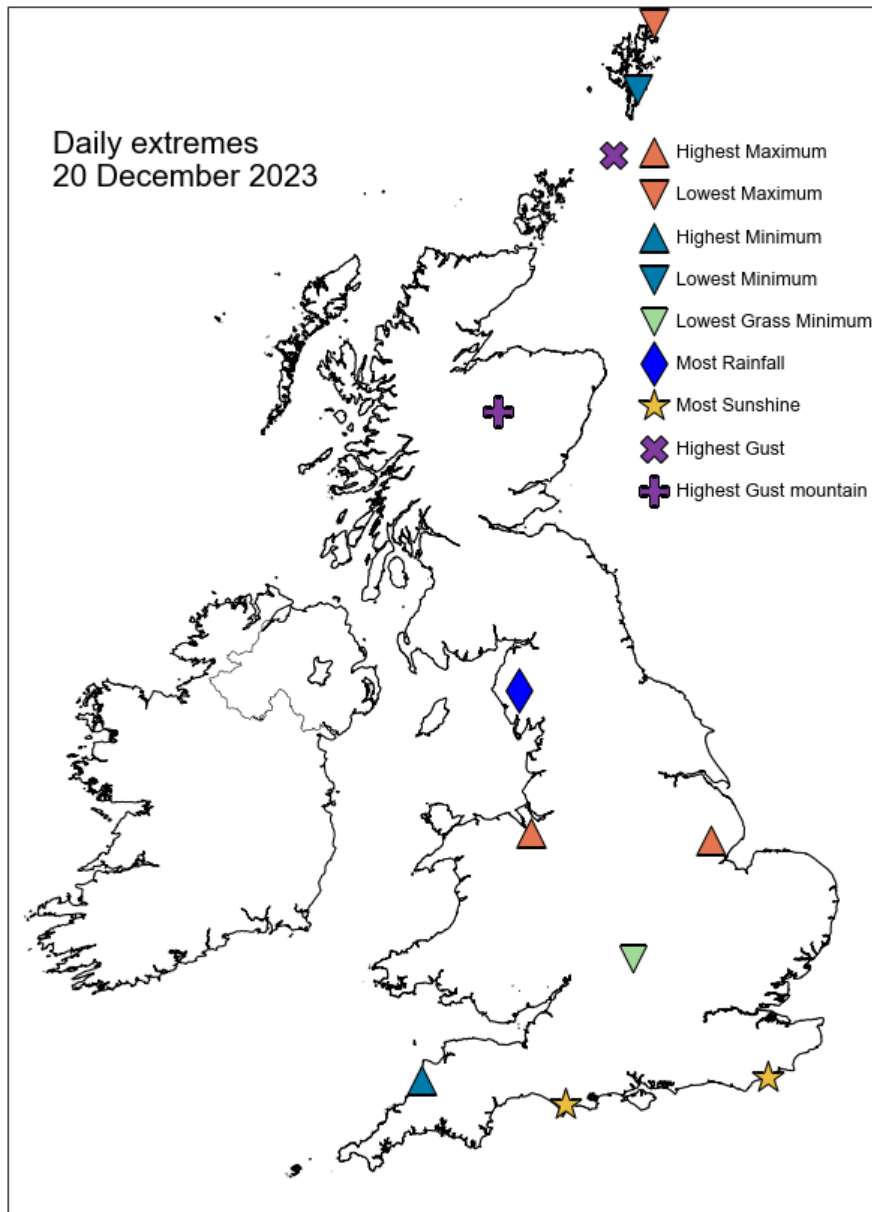 Daily extremes
20 December 2023
Highest Maximum
Lowest Maximum
Highest Minimum
Lowest Minimum
Lowest Grass Minimum
Most Rainfall
Most Sunshine
Highest Gust
Highest Gust mountain